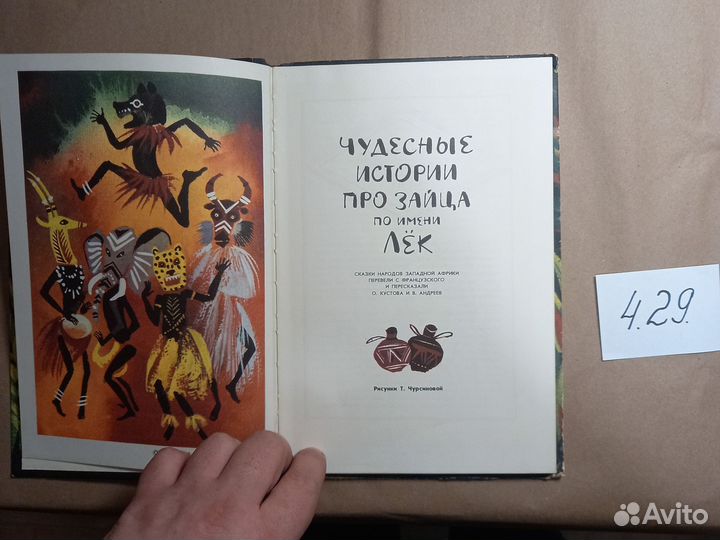 ЧУДЕСНЫЕ
ИСТОРИИ
ПРО ЗАЙЦА
ПО ИМЕНИ
ЛЁК
СКАЗКИ НАРОДОВ ЗАПАДНОЙ АФРИКИ
ПЕРЕВЕЛИ С ФРАНЦУЗСКОГО
И ПЕРЕСКАЗАЛИ
О. КУСТОВА И В. АНДРЕЕВ
Рисунки Т. Чурсиновой
4.29.
Avito